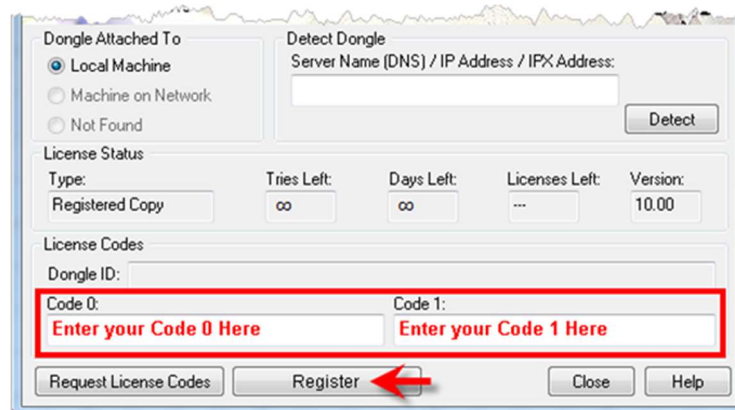 Dongle Attached To
Local Machine
Machine on Network
Not Found
Detect Dongle
Server Name (DNS) / IP Address / IPX Address:
Detect
License Status
Type: Tries Left: Days Left: Licenses Left: Version:
Registered Copy ∞ ∞ --- 10.00
License Codes
Dongle ID:
Code 0: Code 1:
Enter your Code 0 Here Enter your Code 1 Here
Request License Codes Register Close Help